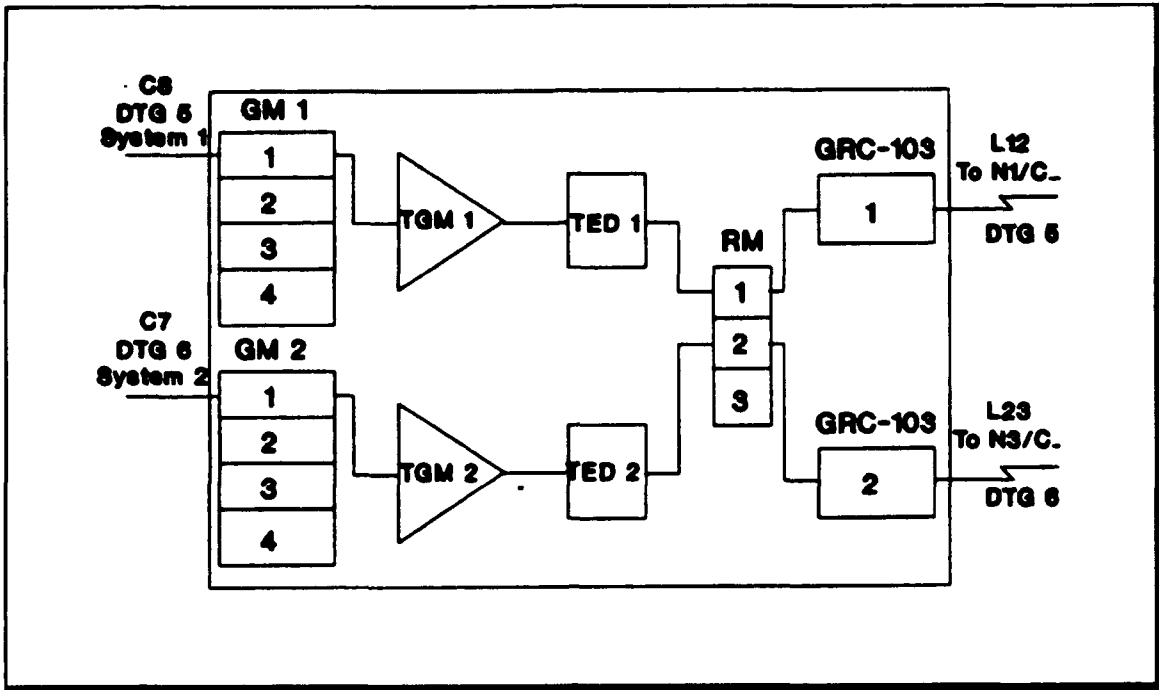 C8
DTG 5
System 1
GM 1
1
2
3
4
TGM 1
TED 1
RM
1
2
3
GRC-103
1
L12
To N1/C_
DTG 5
C7
DTG 6
System 2
GM 2
1
2
3
4
TGM 2
TED 2
GRC-103
2
L23
To N3/C_
DTG 6